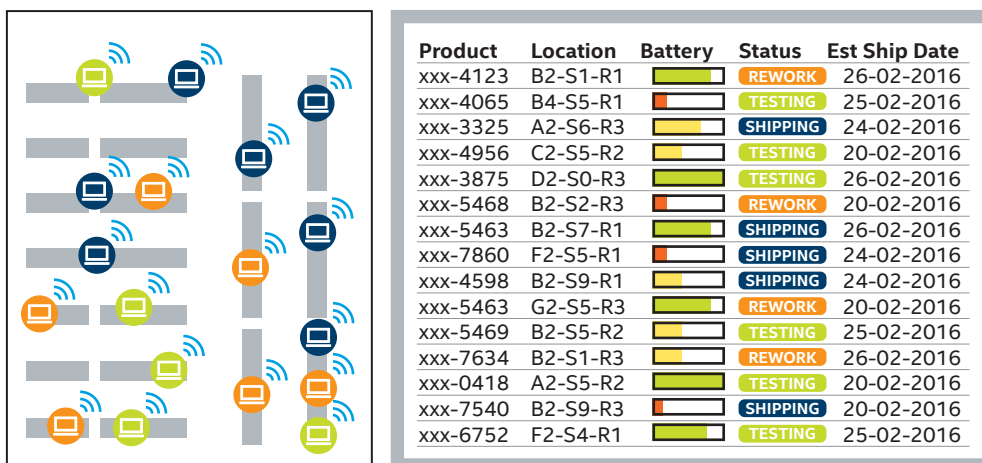 Product Location Battery Status Est Ship Date
xxx-4123 B2-S1-R1 REWORK 26-02-2016
xxx-4065 B4-S5-R1 TESTING 25-02-2016
xxx-3325 A2-S6-R3 SHIPPING 24-02-2016
xxx-4956 C2-S5-R2 TESTING 20-02-2016
xxx-3875 D2-S0-R3 TESTING 26-02-2016
xxx-5468 B2-S2-R3 REWORK 20-02-2016
xxx-5463 B2-S7-R1 SHIPPING 26-02-2016
xxx-7860 F2-S5-R1 SHIPPING 24-02-2016
xxx-4598 B2-S9-R1 SHIPPING 24-02-2016
xxx-5463 G2-S5-R3 REWORK 20-02-2016
xxx-5469 B2-S5-R2 TESTING 25-02-2016
xxx-7634 B2-S1-R3 REWORK 26-02-2016
xxx-0418 A2-S5-R2 TESTING 20-02-2016
xxx-7540 B2-S9-R3 SHIPPING 20-02-2016
xxx-6752 F2-S4-R1 TESTING 25-02-2016